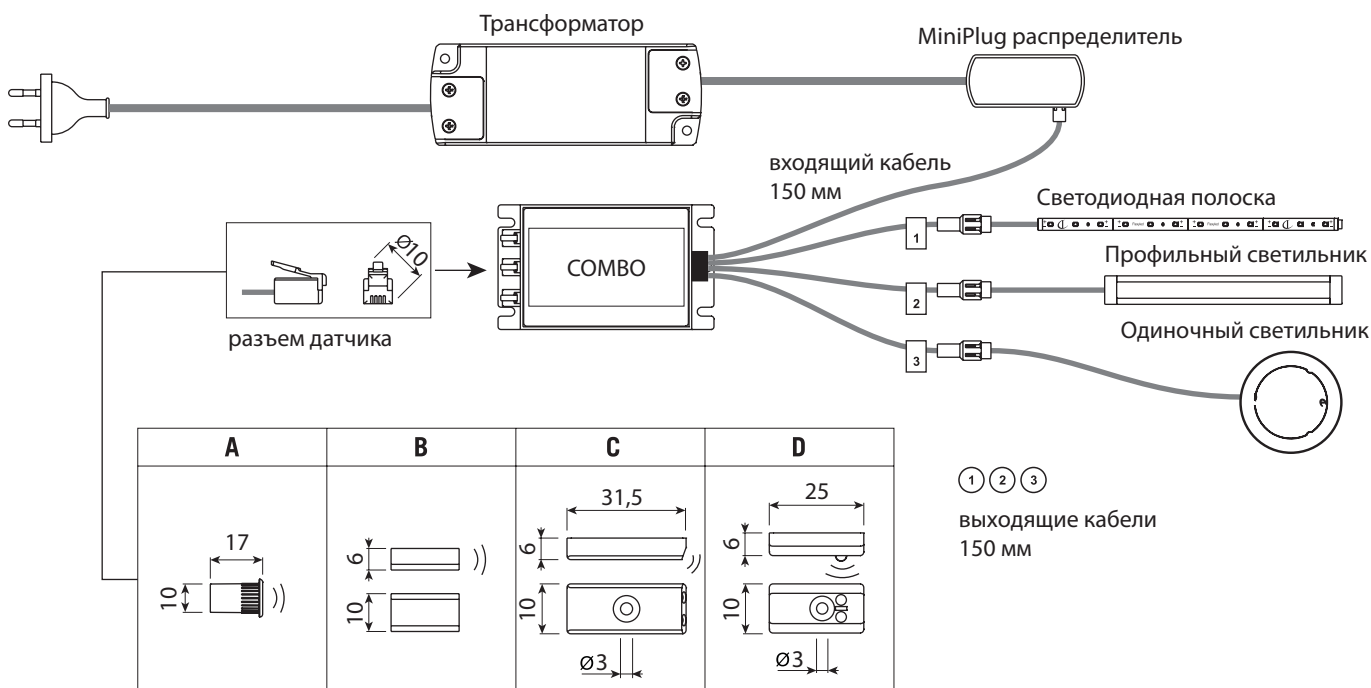 Трансформатор
MiniPlug распределитель
входящий кабель
150 мм
Светодиодная полоска
1
Ø10
COMBO
Профильный светильник
2
разъем датчика
Одиночный светильник
3
A
B
C
D
1 2 3
выходящие кабели
150 мм
17
10
6
10
31,5
6
10
Ø3
25
6
10
Ø3